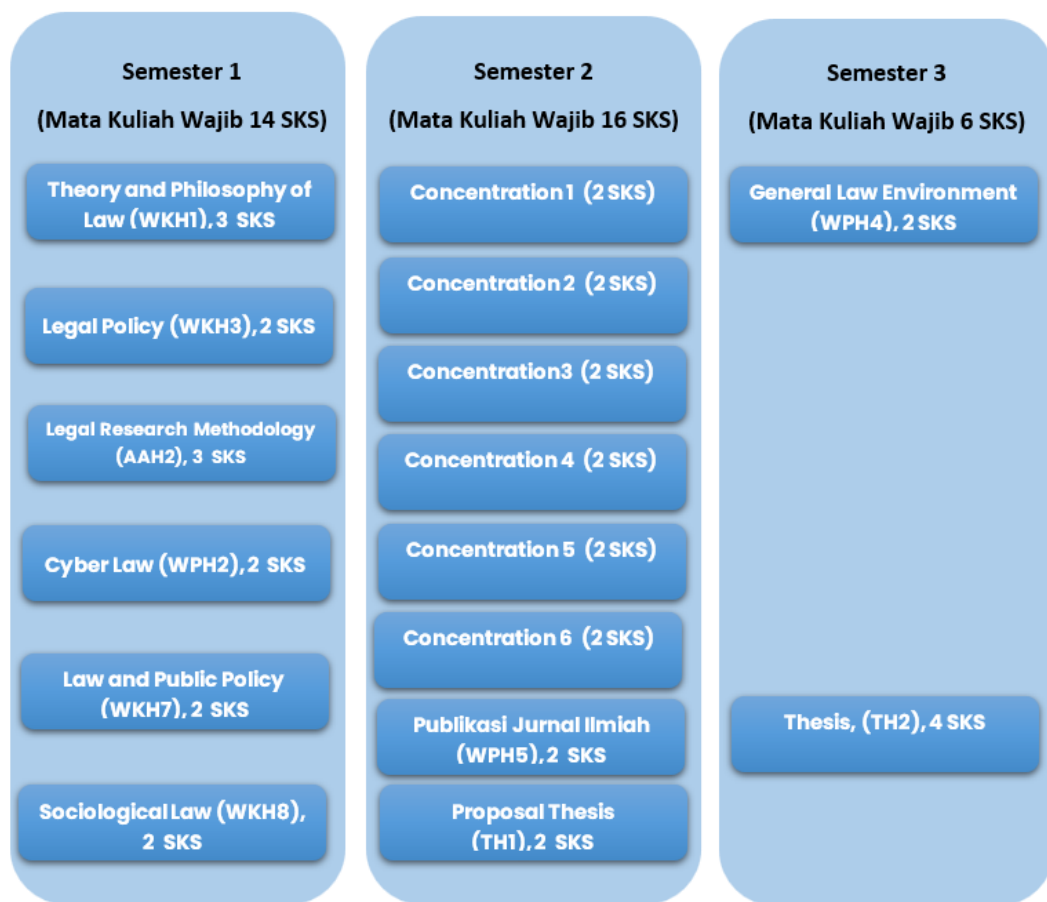 Semester 1
(Mata Kuliah Wajib 14 SKS)
Theory and Philosophy of
Law (WKH1), 3 SKS
Legal Policy (WKH3), 2 SKS
Legal Research Methodology
(AAH2), 3 SKS
Cyber Law (WPH2), 2 SKS
Law and Public Policy
(WKH7), 2 SKS
Sociological Law (WKH8),
2 SKS
Semester 2
(Mata Kuliah Wajib 16 SKS)
Concentration 1 (2 SKS)
Concentration 2 (2 SKS)
Concentration3 (2 SKS)
Concentration 4 (2 SKS)
Concentration 5 (2 SKS)
Concentration 6 (2 SKS)
Publikasi Jurnal Ilmiah
(WPH5), 2 SKS
Proposal Thesis
(TH1), 2 SKS
Semester 3
(Mata Kuliah Wajib 6 SKS)
General Law Environment
(WPH4), 2 SKS
Thesis, (TH2), 4 SKS